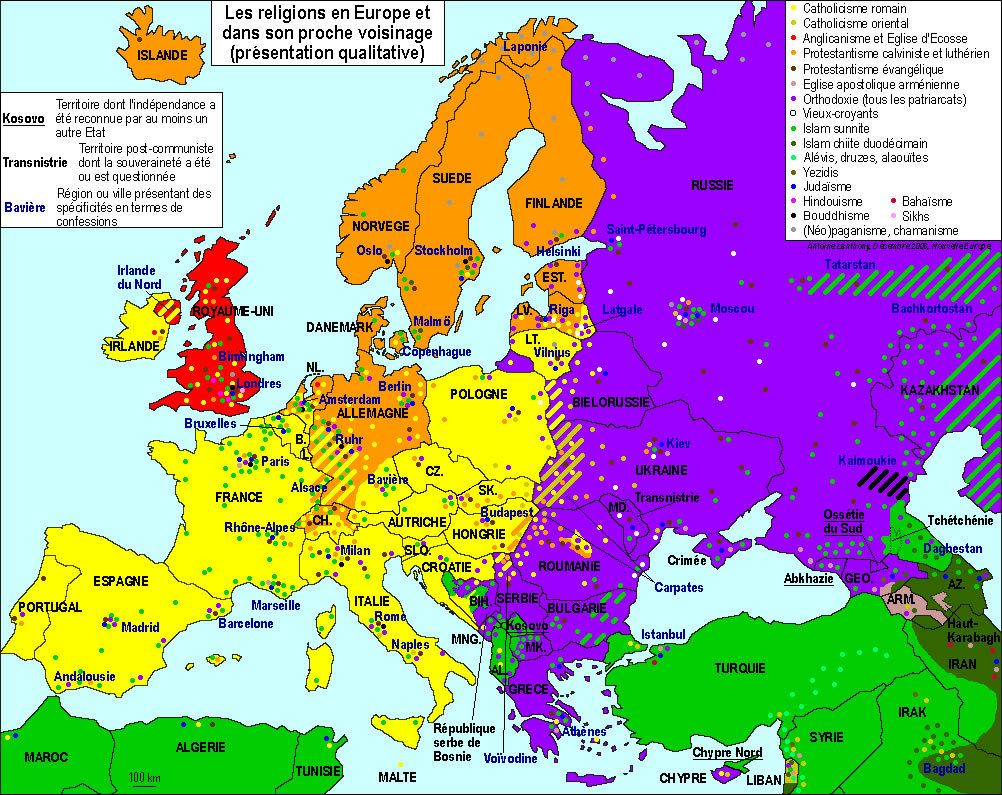 Les religions en Europe et
dans son proche voisinage
(présentation qualitative)
Catholicisme romain
Catholicisme oriental
Anglicanisme et Eglise d'Ecosse
Protestantisme calviniste et luthérien
Protestantisme évangélique
Eglise apostolique arménienne
Orthodoxie (tous les patriarcats)
Vieux-croyants
Islam sunnite
Islam chiite duodécimain
Alévis, druzes, alaouïtes
Yezidis
Judaïsme
Hindouisme
Bahaïsme
Bouddhisme
Sikhs
(Néo)paganisme, chamanisme
Antoine Lanthony, Décembre 2008, Nouvelle Europe
Kosovo
Territoire dont l'indépendance a
été reconnue par au moins un
autre Etat
Transnistrie
Territoire post-communiste
dont la souveraineté a été
ou est questionnée
Bavière
Région ou ville présentant des
spécificités en termes de
confessions
ISLANDE
Laponie
RUSSIE
SUEDE
FINLANDE
NORVEGE
Oslo
Stockholm
Helsinki
Saint-Pétersbourg
Tatarstan
Irlande
du Nord
EST.
Bachkortostan
ROYAUME-UNI
LV.
Riga
Latgale
Moscou
DANEMARK
Malmö
IRLANDE
LT.
Vilnius
Copenhague
Birmingham
NL.
Londres
Berlin
Amsterdam
POLOGNE
BIELORUSSIE
KAZAKHSTAN
ALLEMAGNE
Bruxelles
B.
Ruhr
Kiev
L.
Paris
CZ.
UKRAINE
Kalmoukie
Alsace
Bavière
FRANCE
SK.
Transnistrie
MD.
Ossétie
du Sud
Tchétchénie
Rhône-Alpes
CH.
AUTRICHE
Budapest
HONGRIE
Milan
SLO.
Crimée
Daghestan
CROATIE
ROUMANIE
Abkhazie
GEO.
AZ.
ESPAGNE
Marseille
BIH.
SERBIE
Carpates
ARM.
PORTUGAL
ITALIE
Rome
BULGARIE
Haut-
Karabagh
Madrid
Barcelone
Kosovo
Istanbul
MNG.
MK.
Naples
IRAN
TURQUIE
Andalousie
AL.
GRECE
IRAK
République
serbe de
Bosnie
Athènes
SYRIE
MAROC
ALGERIE
Voïvodine
Chypre Nord
TUNISIE
Bagdad
100 km
MALTE
CHYPRE
LIBAN